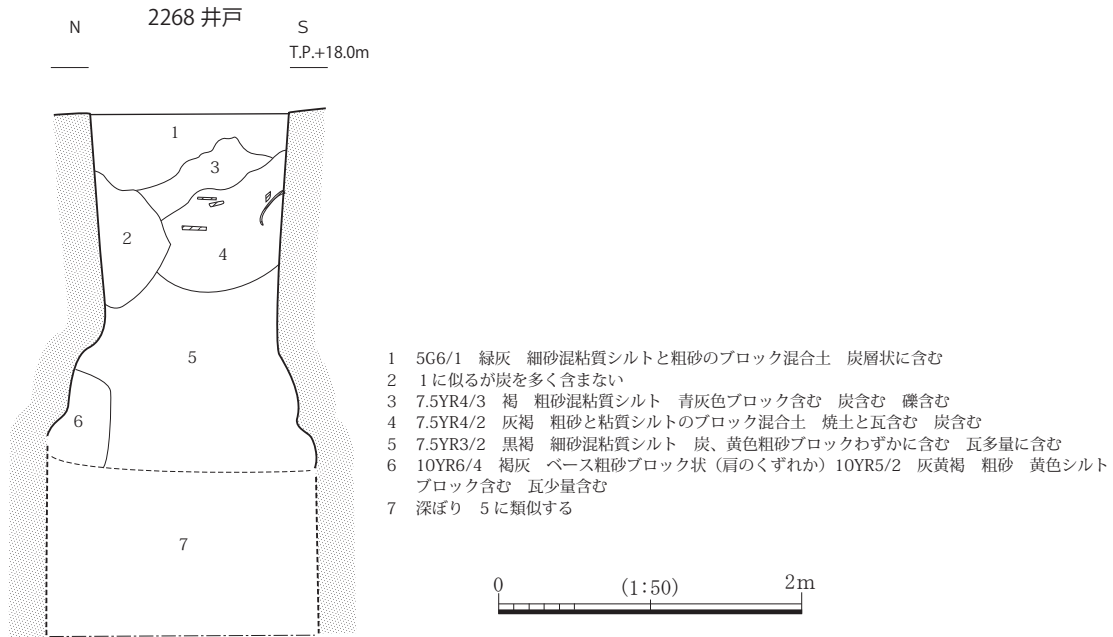 2268 井戸
N
S
T.P.+18.0m
1
3
2
4
5
6
7
1 5G6/1 緑灰 細砂混粘質シルトと粗砂のブロック混合土 炭層状に含む
2 1に似るが炭を多く含まない
3 7.5YR4/3 褐 粗砂混粘質シルト 青灰色ブロック含む 炭含む 礫含む
4 7.5YR4/2 灰褐 粗砂と粘質シルトのブロック混合土 焼土と瓦含む 炭含む
5 7.5YR3/2 黒褐 細砂混粘質シルト 炭、黄色粗砂ブロックわずかに含む 瓦多量に含む
6 10YR6/4 褐灰 ベース粗砂ブロック状（肩のくずれか）10YR5/2 灰黄褐 粗砂 黄色シルト
ブロック含む 瓦少量含む
7 深ぼり 5に類似する
0 (1:50) 2m